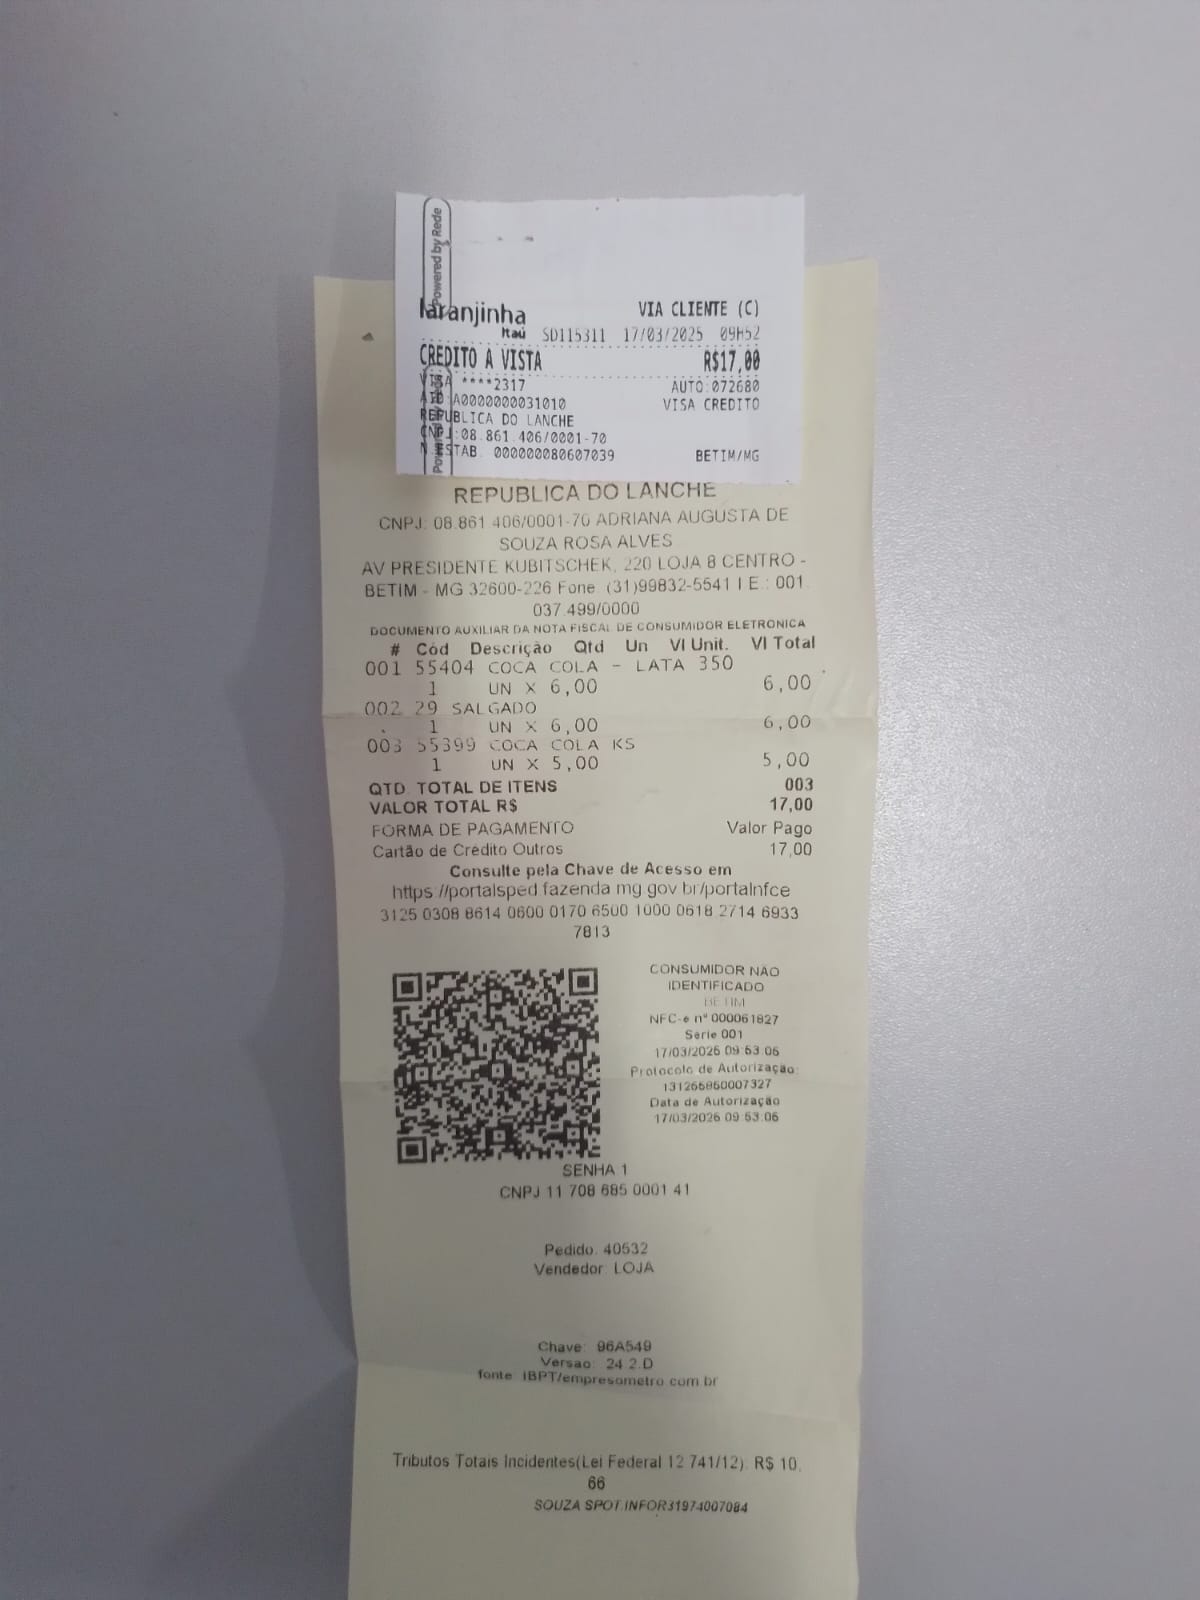 Powered by Rede
laranjinha VIA CLIENTE (C)
Itaú SD115311 17/03/2025 09H52
CREDITO A VISTA R$17,00
VISA ****2317 AUTO:072680
AID:A0000000031010 VISA CREDITO
REPUBLICA DO LANCHE
CNPJ:08.861.406/0001-70
N.ESTAB. 000000080607039 BETIM/MG
REPUBLICA DO LANCHE
CNPJ: 08.861.406/0001-70 ADRIANA AUGUSTA DE
SOUZA ROSA ALVES
AV PRESIDENTE KUBITSCHEK, 220 LOJA 8 CENTRO -
BETIM - MG 32600-226 Fone: (31)99832-5541 I.E.: 001.
037.499/0000
DOCUMENTO AUXILIAR DA NOTA FISCAL DE CONSUMIDOR ELETRONICA
# Cód Descrição Qtd Un Vl Unit. Vl Total
001 55404 COCA COLA - LATA 350
1 UN X 6,00 6,00
002 29 SALGADO
1 UN X 6,00 6,00
003 55399 COCA COLA KS
1 UN X 5,00 5,00
QTD. TOTAL DE ITENS 003
VALOR TOTAL R$ 17,00
FORMA DE PAGAMENTO Valor Pago
Cartão de Crédito Outros 17,00
Consulte pela Chave de Acesso em
https://portalsped.fazenda.mg.gov.br/portalnfce
3125 0308 8614 0600 0170 6500 1000 0618 2714 6933
7813
CONSUMIDOR NÃO
IDENTIFICADO
BETIM
NFC-e nº 000061827
Serie 001
17/03/2025 09:53:06
Protocolo de Autorização:
131255860007327
Data de Autorização
17/03/2025 09:53:06
SENHA 1
CNPJ 11 708 685 0001 41
Pedido: 40532
Vendedor: LOJA
Chave: 96A549
Versao: 24.2.D
fonte: IBPT/empresometro.com.br
Tributos Totais Incidentes(Lei Federal 12.741/12): R$ 10,
66
SOUZA SPOT.INFOR31974007084